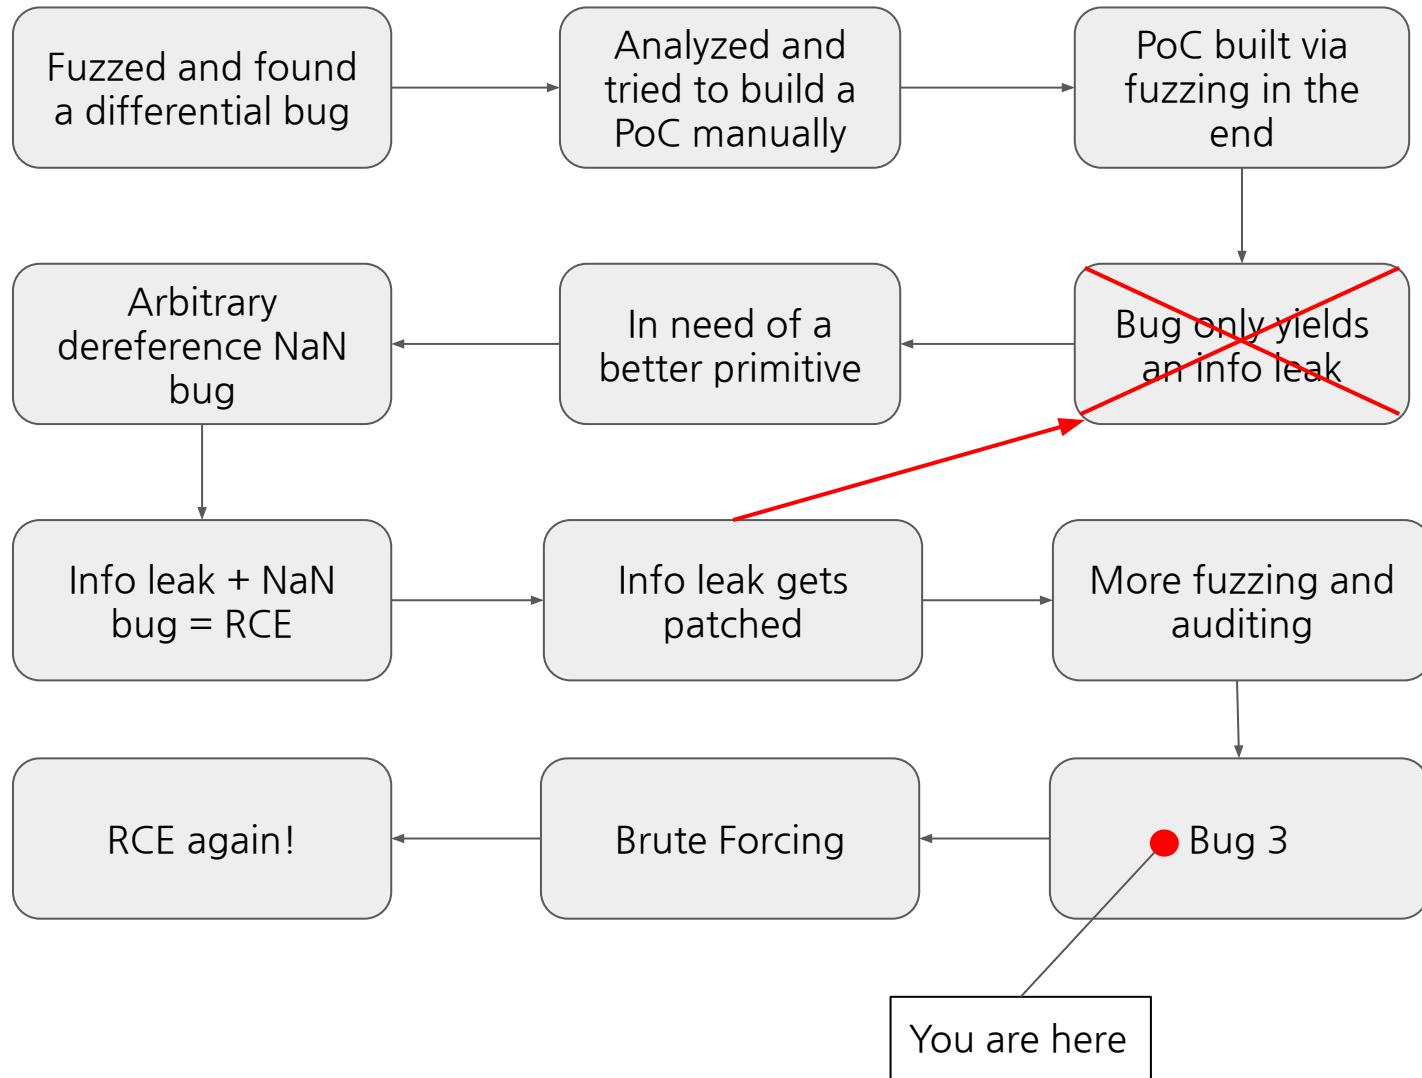 Fuzzed and found
a differential bug
Analyzed and
tried to build a
PoC manually
PoC built via
fuzzing in the
end
Arbitrary
dereference NaN
bug
In need of a
better primitive
Bug only yields
an info leak
Info leak + NaN
bug = RCE
Info leak gets
patched
More fuzzing and
auditing
RCE again!
Brute Forcing
Bug 3
You are here